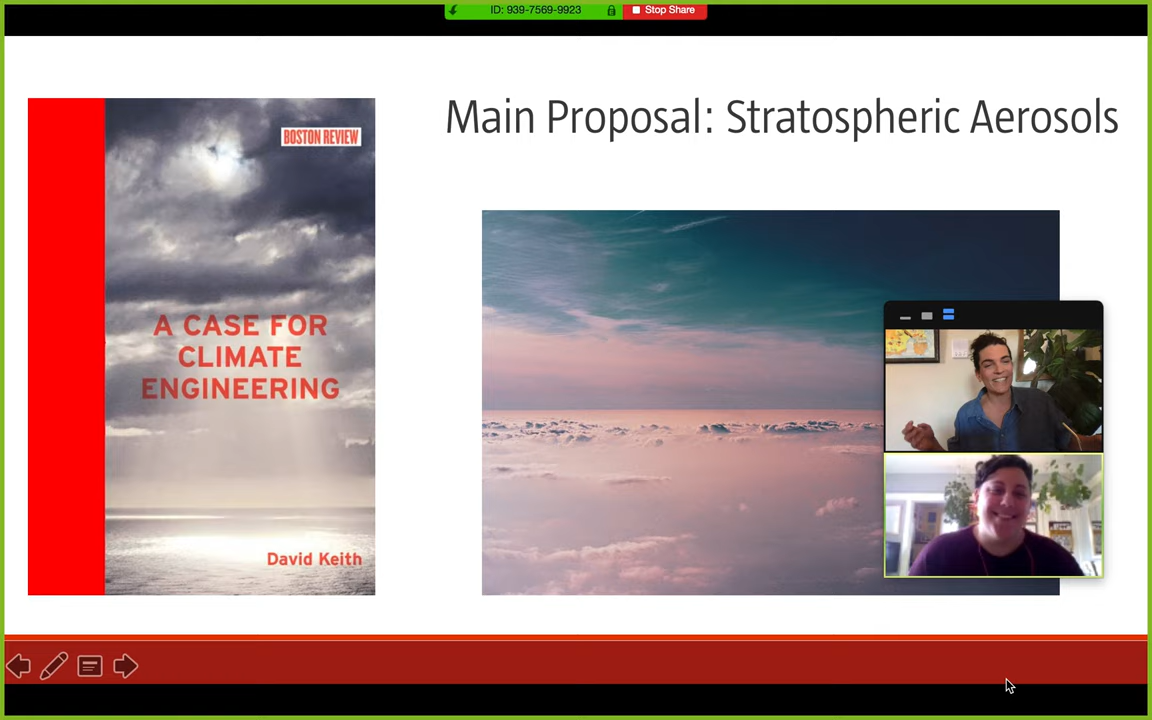 ID: 939-7569-9923
Stop Share
Main Proposal: Stratospheric Aerosols
BOSTON REVIEW
A CASE FOR
CLIMATE
ENGINEERING
David Keith